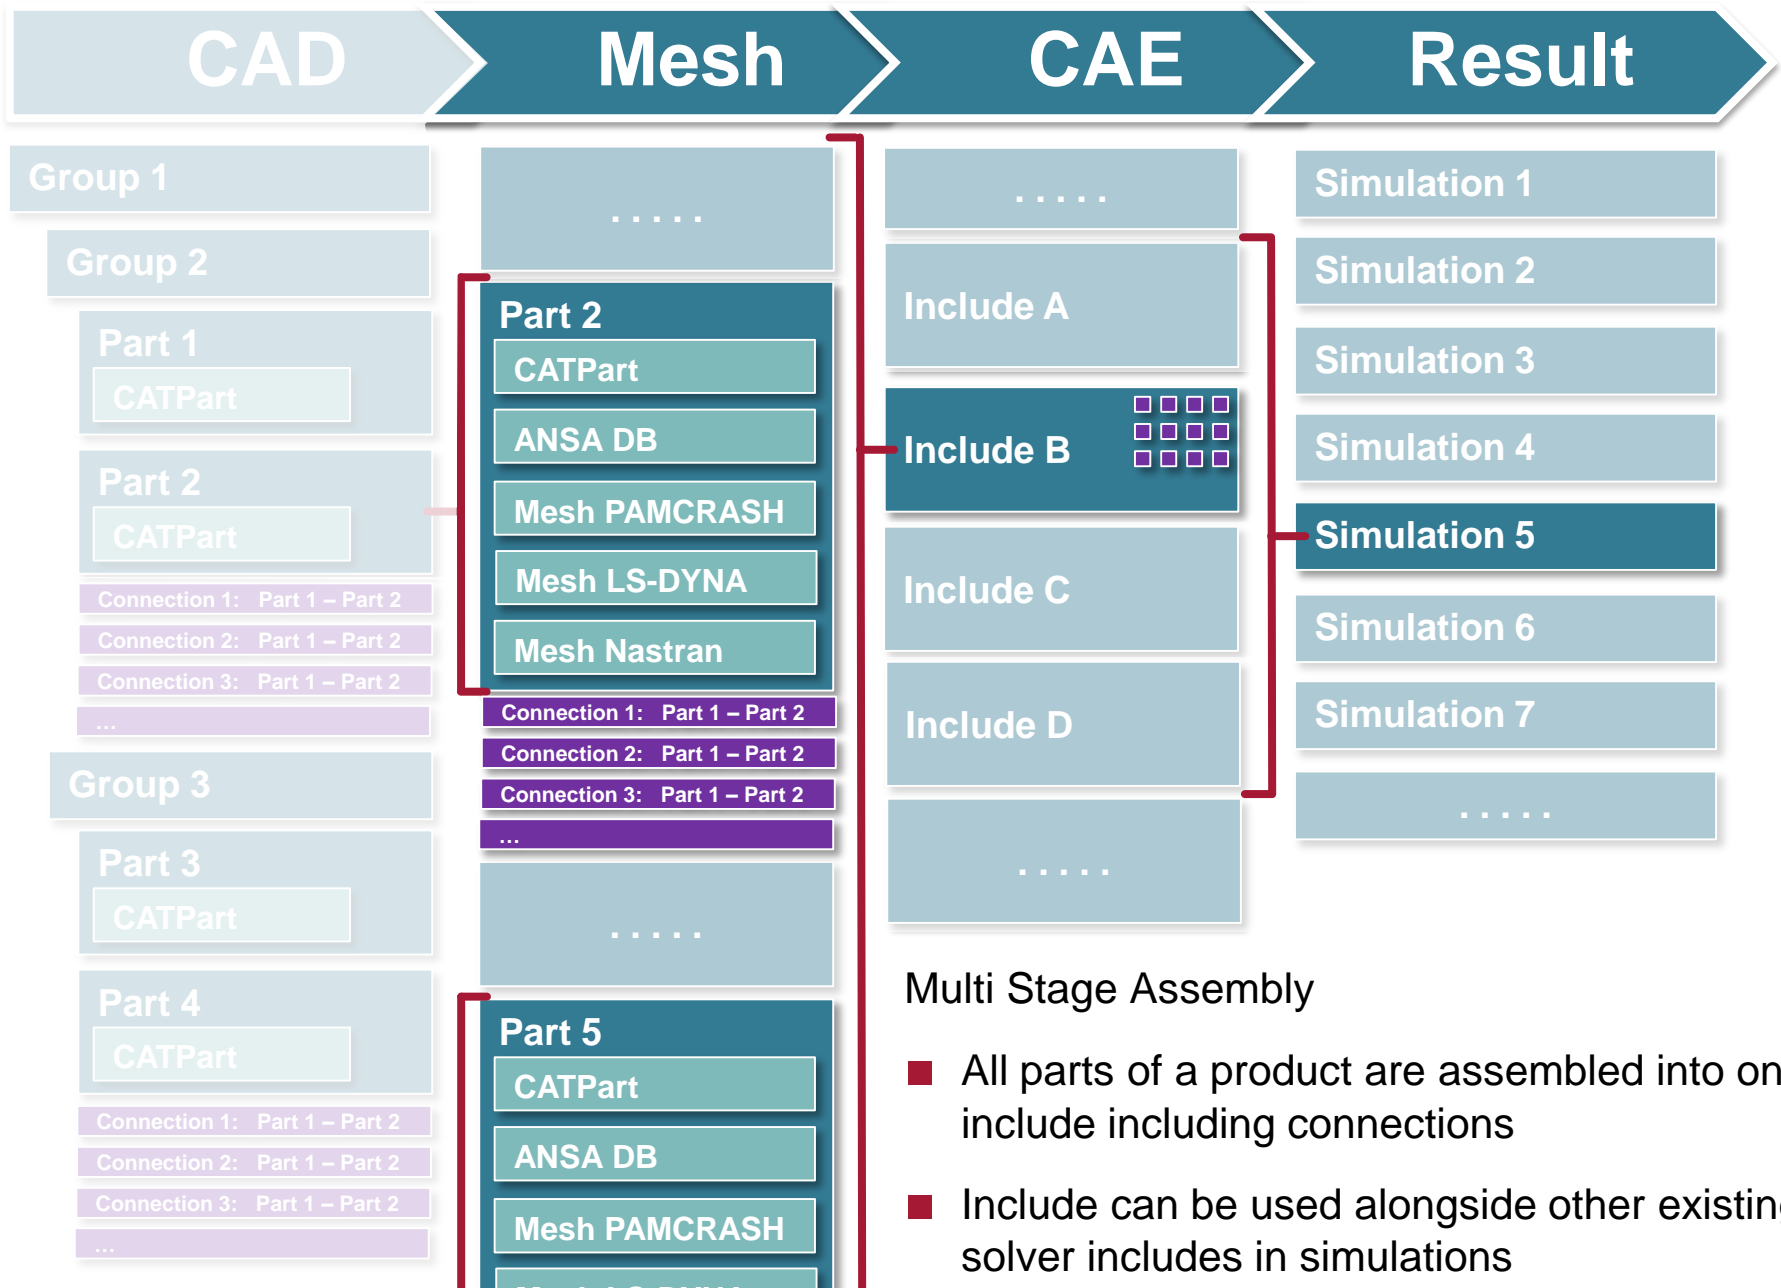 CAD
Mesh
CAE
Result
Group 1
Group 2
Part 1
CATPart
Part 2
CATPart
Connection 1: Part 1 – Part 2
Connection 2: Part 1 – Part 2
Connection 3: Part 1 – Part 2
...
Group 3
Part 3
CATPart
Part 4
CATPart
Connection 1: Part 1 – Part 2
Connection 2: Part 1 – Part 2
Connection 3: Part 1 – Part 2
...
. . . . .
Part 2
CATPart
ANSA DB
Mesh PAMCRASH
Mesh LS-DYNA
Mesh Nastran
Connection 1: Part 1 – Part 2
Connection 2: Part 1 – Part 2
Connection 3: Part 1 – Part 2
...
. . . . .
Part 5
CATPart
ANSA DB
Mesh PAMCRASH
. . . . .
Include A
Include B
Include C
Include D
. . . . .
Simulation 1
Simulation 2
Simulation 3
Simulation 4
Simulation 5
Simulation 6
Simulation 7
. . . . .
Multi Stage Assembly
All parts of a product are assembled into on
include including connections
Include can be used alongside other existing
solver includes in simulations